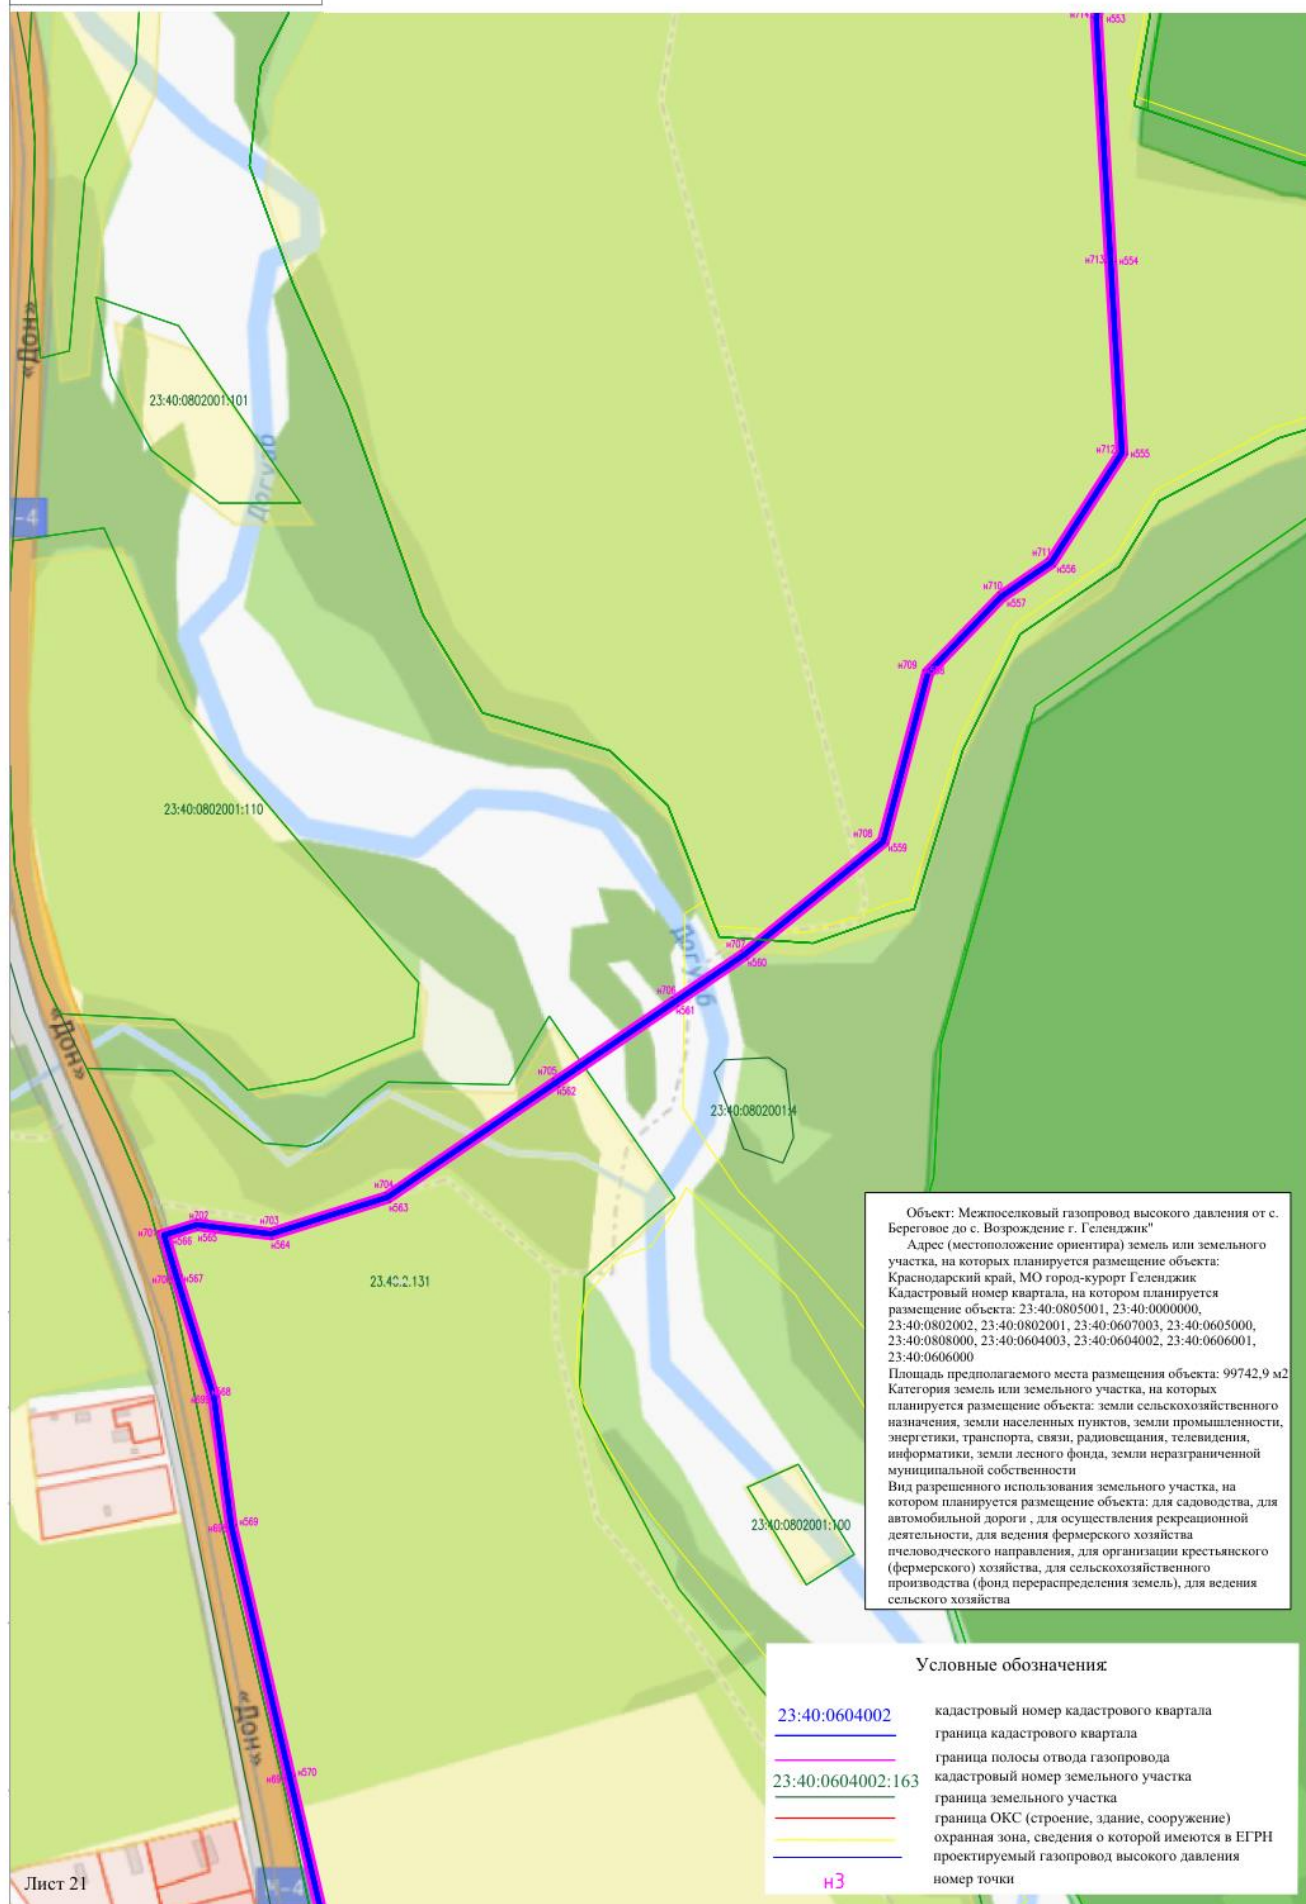 н714
н553
н713
н554
«Дон»
23:40:0802001:101
Догуаб
н712
н555
н711
н556
н710
н557
н709
23:40:0802001:110
н708
н559
н707
н560
Догуаб
н706
н561
«Дон»
н705
н562
23:40:0802001:4
н704
н563
н702
н703
н701
н565
н566
н564
н567
23:40:2.131
н568
н569
23:40:0802001:100
н570
«Дон»
Объект: Межпоселковый газопровод высокого давления от с.
Береговое до с. Возрождение г. Геленджик"
Адрес (местоположение ориентира) земель или земельного
участка, на которых планируется размещение объекта:
Краснодарский край, МО город-курорт Геленджик
Кадастровый номер квартала, на котором планируется
размещение объекта: 23:40:0805001, 23:40:0000000,
23:40:0802002, 23:40:0802001, 23:40:0607003, 23:40:0605000,
23:40:0808000, 23:40:0604003, 23:40:0604002, 23:40:0606001,
23:40:0606000
Площадь предполагаемого места размещения объекта: 99742,9 м2
Категория земель или земельного участка, на которых
планируется размещение объекта: земли сельскохозяйственного
назначения, земли населенных пунктов, земли промышленности,
энергетики, транспорта, связи, радиовещания, телевидения,
информатики, земли лесного фонда, земли неразграниченной
муниципальной собственности
Вид разрешенного использования земельного участка, на
котором планируется размещение объекта: для садоводства, для
автомобильной дороги , для осуществления рекреационной
деятельности, для ведения фермерского хозяйства
пчеловодческого направления, для организации крестьянского
(фермерского) хозяйства, для сельскохозяйственного
производства (фонд перераспределения земель), для ведения
сельского хозяйства
Условные обозначения:
23:40:0604002 кадастровый номер кадастрового квартала
граница кадастрового квартала
граница полосы отвода газопровода
23:40:0604002:163 кадастровый номер земельного участка
граница земельного участка
граница ОКС (строение, здание, сооружение)
охранная зона, сведения о которой имеются в ЕГРН
проектируемый газопровод высокого давления
н3 номер точки
Лист 21